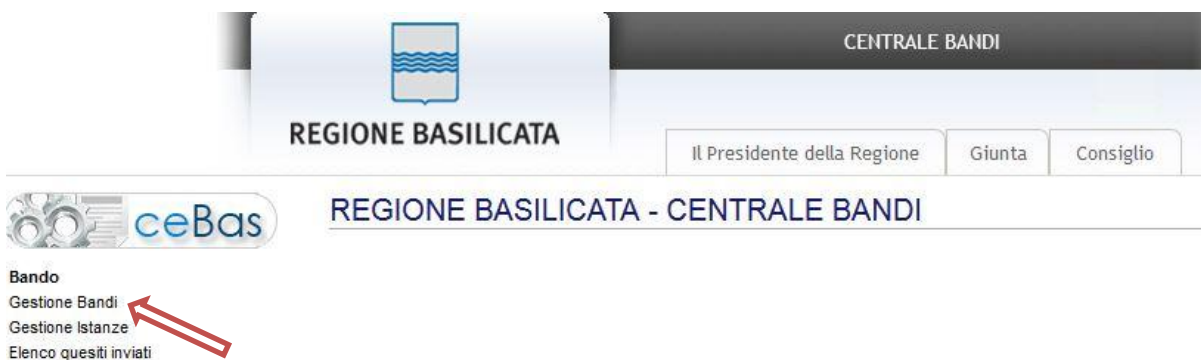 CENTRALE BANDI
REGIONE BASILICATA
Il Presidente della Regione
Giunta
Consiglio
ceBas
REGIONE BASILICATA - CENTRALE BANDI
Bando
Gestione Bandi
Gestione Istanze
Elenco quesiti inviati